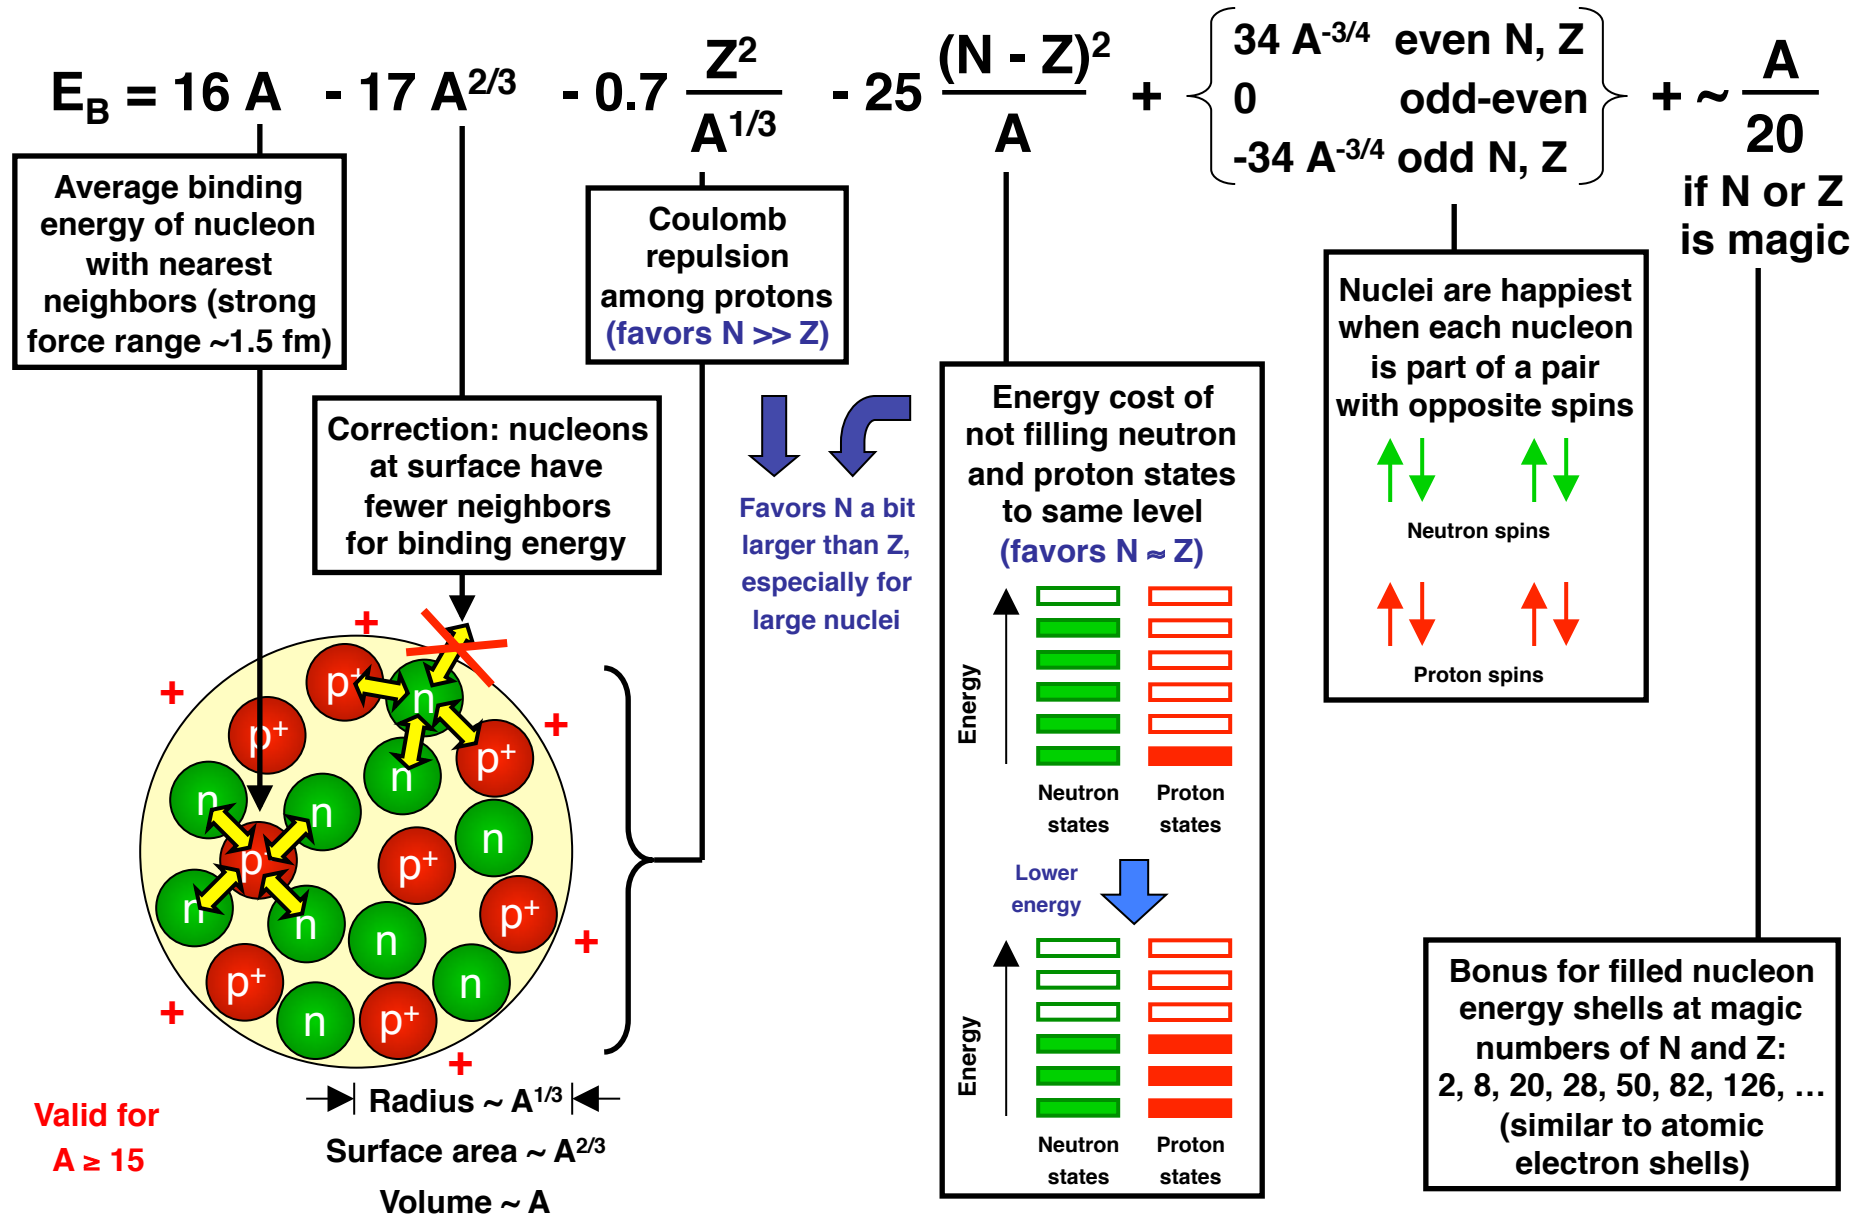 E_B = 16 A - 17 A^{2/3} - 0.7 Z^2 / A^{1/3} - 25 (N - Z)^2 / A + { 34 A^{-3/4} even N, Z
0 odd-even
-34 A^{-3/4} odd N, Z } + ~ A / 20
if N or Z
is magic
Average binding
energy of nucleon
with nearest
neighbors (strong
force range ~1.5 fm)
Correction: nucleons
at surface have
fewer neighbors
for binding energy
Coulomb
repulsion
among protons
(favors N >> Z)
Favors N a bit
larger than Z,
especially for
large nuclei
Energy cost of
not filling neutron
and proton states
to same level
(favors N ≈ Z)
Energy
Neutron
states
Proton
states
Lower
energy
Energy
Neutron
states
Proton
states
Nuclei are happiest
when each nucleon
is part of a pair
with opposite spins
Neutron spins
Proton spins
Bonus for filled nucleon
energy shells at magic
numbers of N and Z:
2, 8, 20, 28, 50, 82, 126, …
(similar to atomic
electron shells)
+
+
+
+
+
+
p+
n
p+
n
p+
n
n
n
p+
p+
n
n
n
p+
n
p+
n
n
p+
Radius ~ A^{1/3}
Surface area ~ A^{2/3}
Volume ~ A
Valid for
A ≥ 15